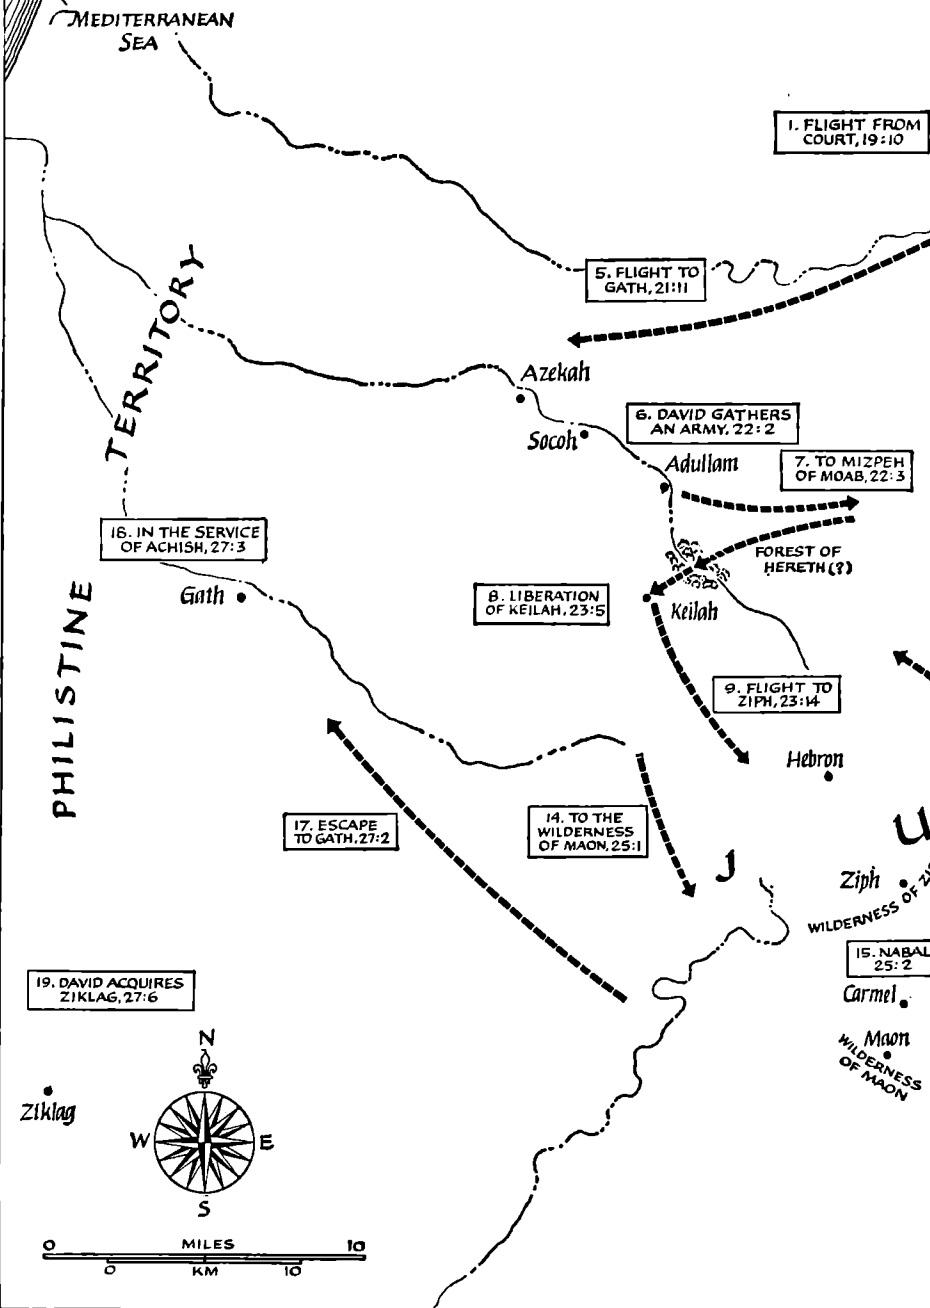 MEDITERRANEAN
SEA
1. FLIGHT FROM
COURT, 19:10
5. FLIGHT TO
GATH, 21:11
TERRITORY
Azekah
Socoh
6. DAVID GATHERS
AN ARMY, 22:2
Adullam
7. TO MIZPEH
OF MOAB, 22:3
18. IN THE SERVICE
OF ACHISH, 27:3
FOREST OF
HERETH(?)
Gath
8. LIBERATION
OF KEILAH, 23:5
Keilah
PHILISTINE
9. FLIGHT TO
ZIPH, 23:14
Hebron
17. ESCAPE
TO GATH, 27:2
14. TO THE
WILDERNESS
OF MAON, 25:1
J U
Ziph
WILDERNESS OF
15. NABAL
25:2
19. DAVID ACQUIRES
ZIKLAG, 27:6
Carmel
Maon
WILDERNESS
OF MAON
N
Ziklag
W E
S
0 MILES 10
0 KM 10